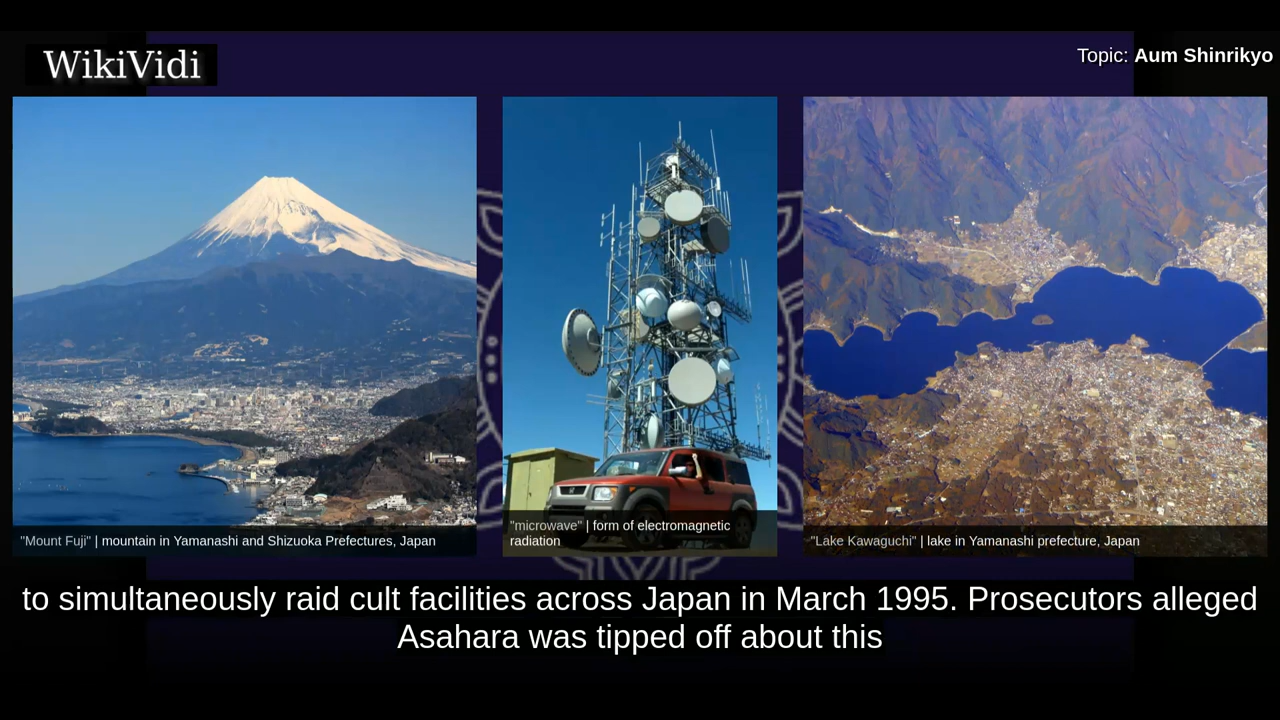 WikiVidi
Topic: Aum Shinrikyo
"Mount Fuji" | mountain in Yamanashi and Shizuoka Prefectures, Japan
"microwave" | form of electromagnetic
radiation
"Lake Kawaguchi" | lake in Yamanashi prefecture, Japan
to simultaneously raid cult facilities across Japan in March 1995. Prosecutors alleged
Asahara was tipped off about this